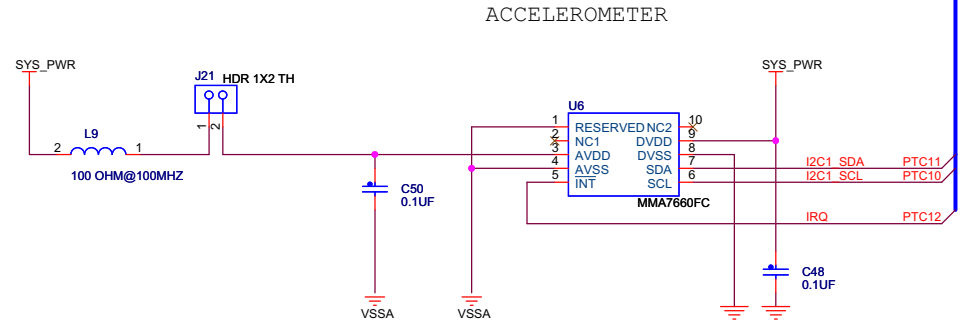 ACCELEROMETER
SYS_PWR
SYS_PWR
J21 HDR 1X2 TH
U6
1 RESERVED NC2 10
2 NC1 DVDD 9
3 AVDD DVSS 8
4 AVSS SDA 7 I2C1_SDA PTC11
5 INT SCL 6 I2C1_SCL PTC10
MMA7660FC
IRQ PTC12
1 2
L9
2 1
100 OHM@100MHZ
C50
0.1UF
C48
0.1UF
VSSA
VSSA